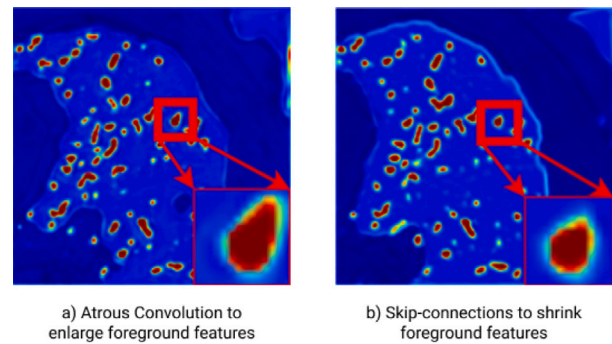 a) Atrous Convolution to
enlarge foreground features
b) Skip-connections to shrink
foreground features